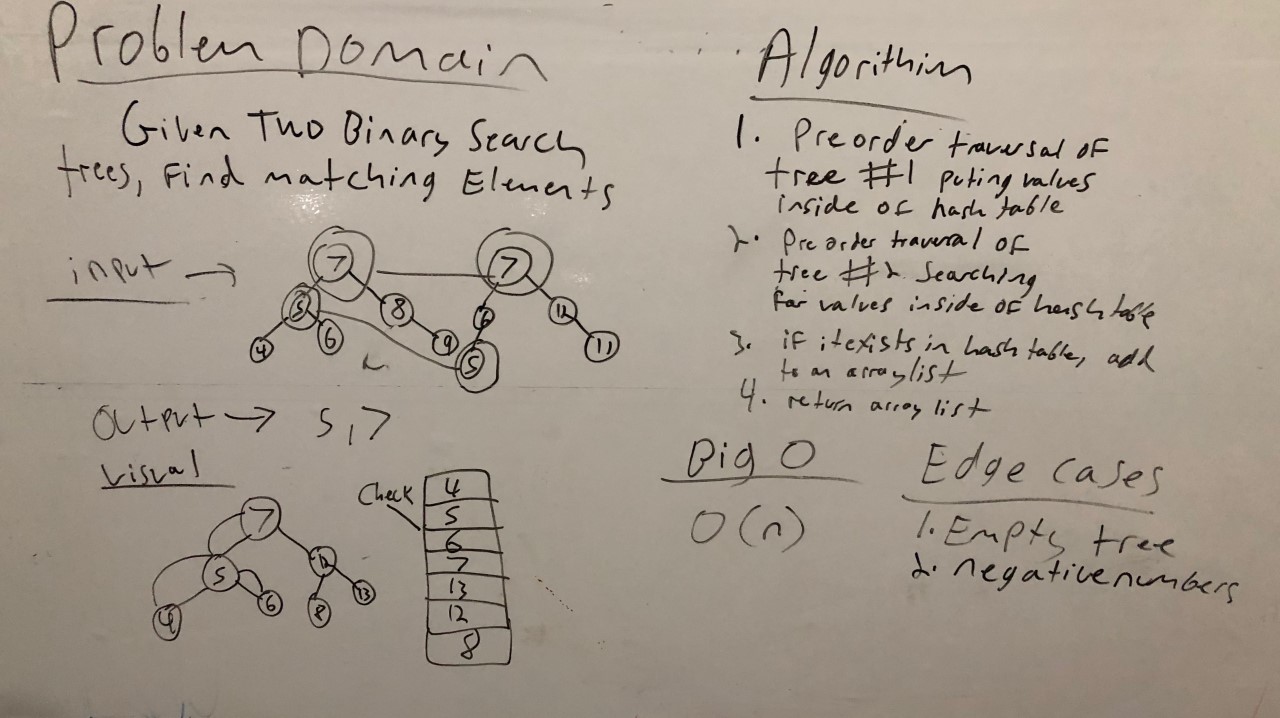 Problem Domain
Given Two Binary Search
trees, Find matching Elements
input →
7
7
5
8
6
12
4
6
9
5
11
Output → 5, 7
Visual
7
5
12
4
6
8
13
Check
4
5
6
7
13
12
8
Algorithim
1. Preorder traversal of
tree #1 puting values
inside of hash table
2. Preorder traversal of
tree #2 Searching
for values inside of hash table
3. if it exists in hash table, add
to an array list
4. return array list
Big O
O(n)
Edge cases
1. Empty tree
2. negative numbers